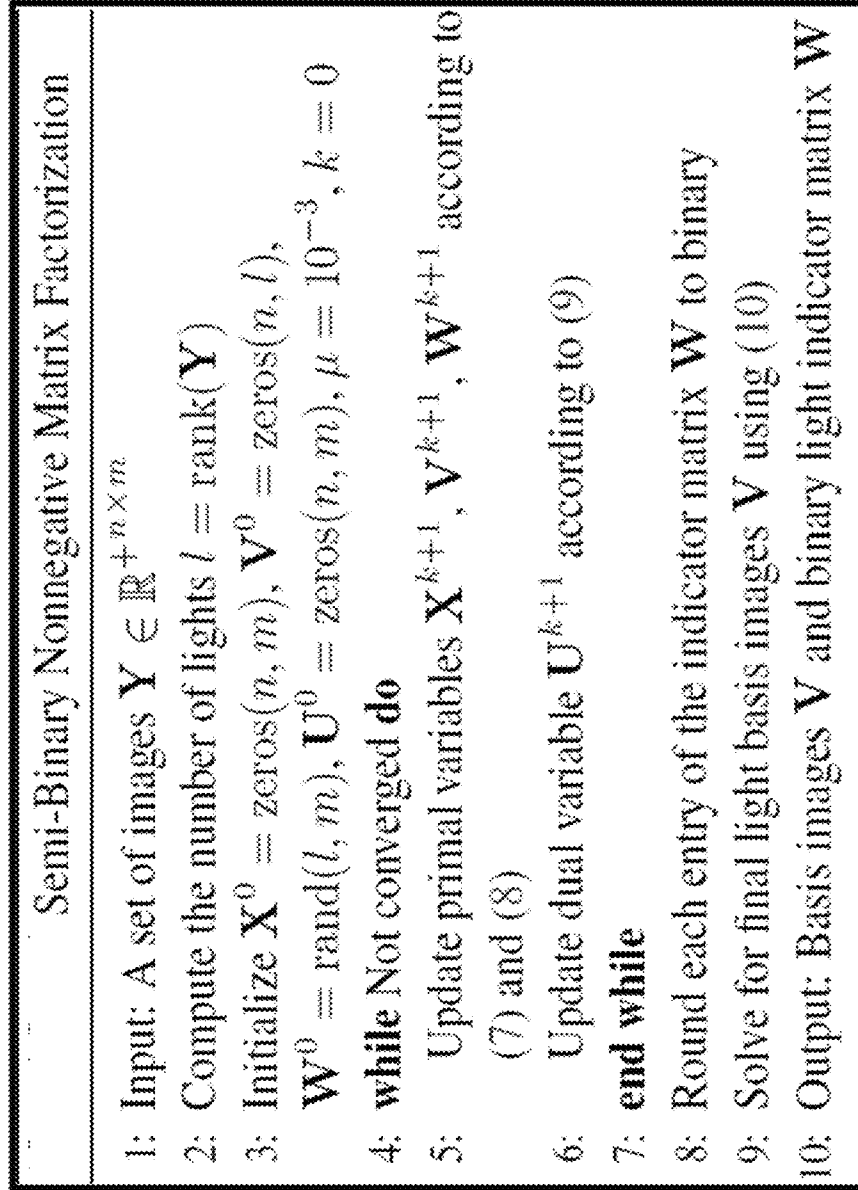 Semi-Binary Nonnegative Matrix Factorization
1: Input: A set of images Y ∈ ℝ⁺ⁿˣᵐ
2: Compute the number of lights l = rank(Y)
3: Initialize X⁰ = zeros(n, m), V⁰ = zeros(n, l),
W⁰ = rand(l, m), U⁰ = zeros(n, m), μ = 10⁻³, k = 0
4: while Not converged do
5: Update primal variables Xᵏ⁺¹, Vᵏ⁺¹, Wᵏ⁺¹ according to
(7) and (8)
6: Update dual variable Uᵏ⁺¹ according to (9)
7: end while
8: Round each entry of the indicator matrix W to binary
9: Solve for final light basis images V using (10)
10: Output: Basis images V and binary light indicator matrix W